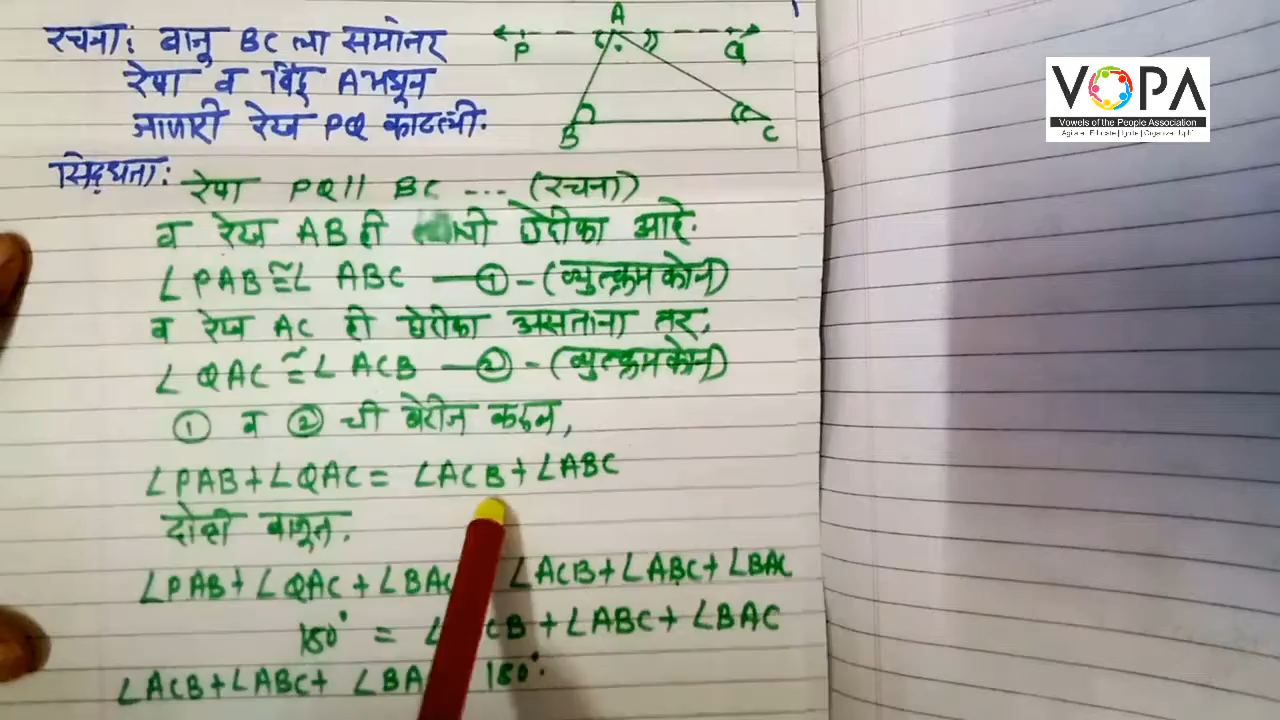 रचना: बाजू BC ला समांतर
रेषा व बिंदू A मधून
जाणारी रेषा PQ काढली.
A
P
Q
B
C
VOPA
Vowels of the People Association
सिद्धता:
रेषा PQ || BC --- (रचना)
व रेख AB ही छेदीका आहे.
∠PAB ≅ ∠ABC — ① - (व्युत्क्रम कोन)
व रेख AC ही छेदीका असताना तर,
∠QAC ≅ ∠ACB — ② - (व्युत्क्रम कोन)
① व ② ची बेरीज करून,
∠PAB + ∠QAC = ∠ACB + ∠ABC
दोन्ही बाजूत.
∠PAB + ∠QAC + ∠BAC ∠ACB + ∠ABC + ∠BAC
180° = ∠ACB + ∠ABC + ∠BAC
∠ACB + ∠ABC + ∠BA 180°.